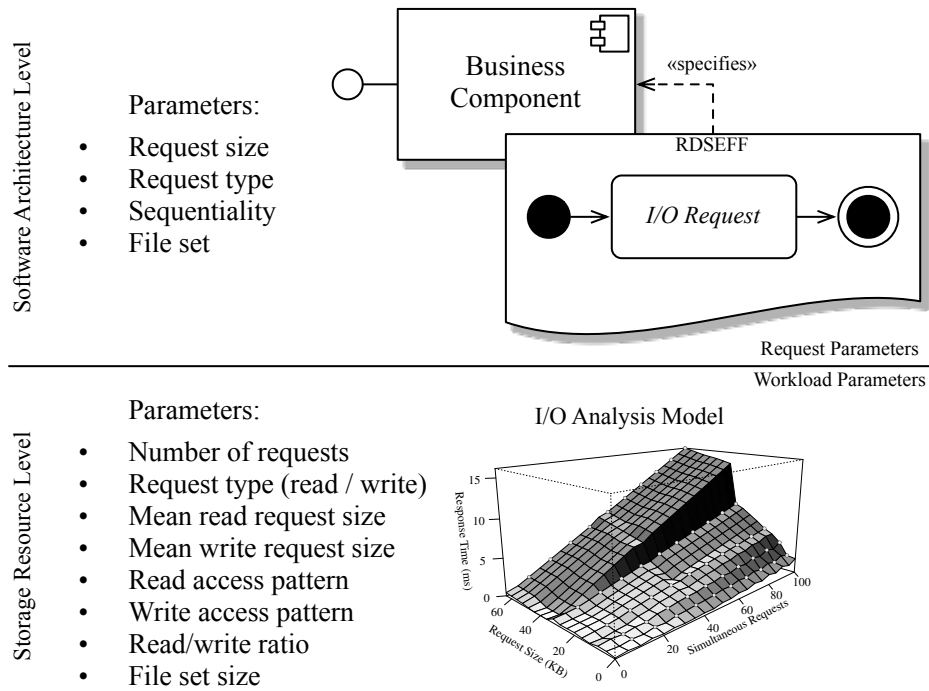 Software Architecture Level
Parameters:
• Request size
• Request type
• Sequentiality
• File set
Business
Component
«specifies»
RDSEFF
I/O Request
Request Parameters
Workload Parameters
Storage Resource Level
Parameters:
• Number of requests
• Request type (read / write)
• Mean read request size
• Mean write request size
• Read access pattern
• Write access pattern
• Read/write ratio
• File set size
I/O Analysis Model
Response Time (ms)
15
10
5
0
Request Size (KB)
60
40
20
0
Simultaneous Requests
0
20
40
60
80
100